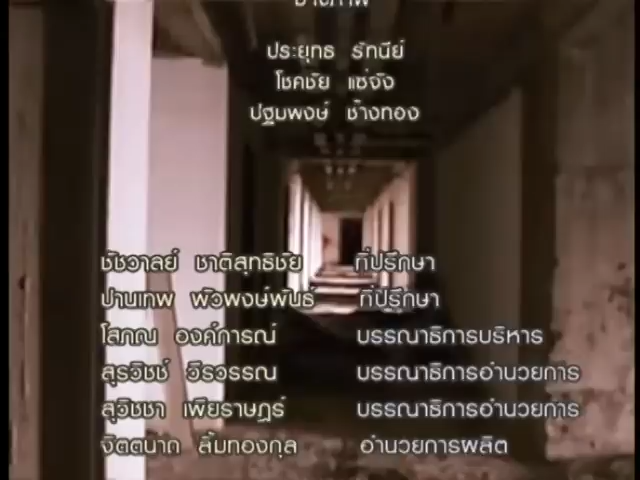 ช่างภาพ
ประยุทธ รัทนีย์
โชคชัย แซ่จัง
ปฐมพงษ์ ช้างทอง
ชัชวาลย์ ชาติสุทธิชัย ที่ปรึกษา
ปานเทพ พัวพงษ์พันธ์ ที่ปรึกษา
โสภณ องค์การณ์ บรรณาธิการบริหาร
สุรวิชช์ วีรวรรณ บรรณาธิการอำนวยการ
สุวิชชา เพียราษฎร์ บรรณาธิการอำนวยการ
จิตตนาถ ลิ้มทองกุล อำนวยการผลิต